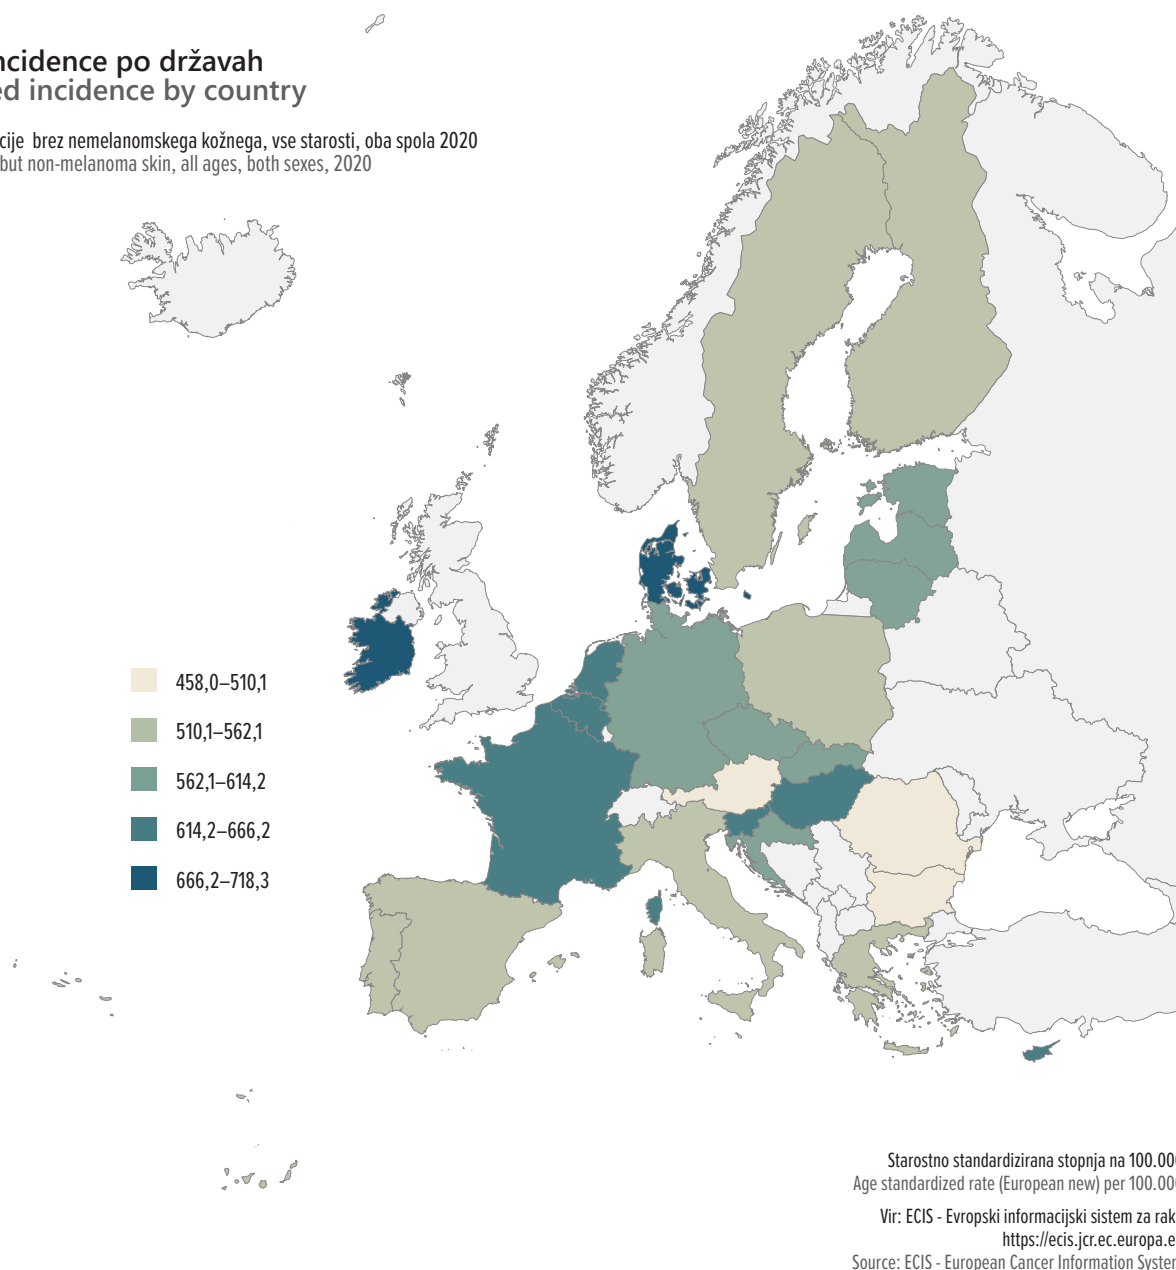 ncidence po državah
ed incidence by country
cije brez nemelanomskega kožnega, vse starosti, oba spola 2020
but non-melanoma skin, all ages, both sexes, 2020
458,0–510,1
510,1–562,1
562,1–614,2
614,2–666,2
666,2–718,3
Starostno standardizirana stopnja na 100.00
Age standardized rate (European new) per 100.00
Vir: ECIS - Evropski informacijski sistem za rak
https://ecis.jcr.ec.europa.e
Source: ECIS - European Cancer Information System